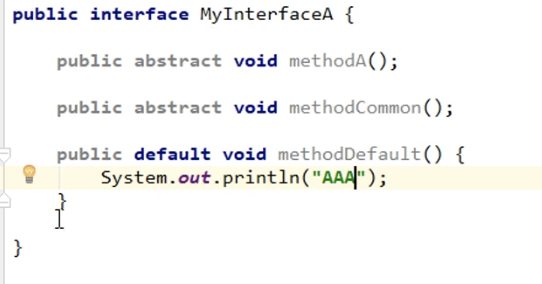 public interface MyInterfaceA {
public abstract void methodA();
public abstract void methodCommon();
public default void methodDefault() {
System.out.println("AAA");
}
}